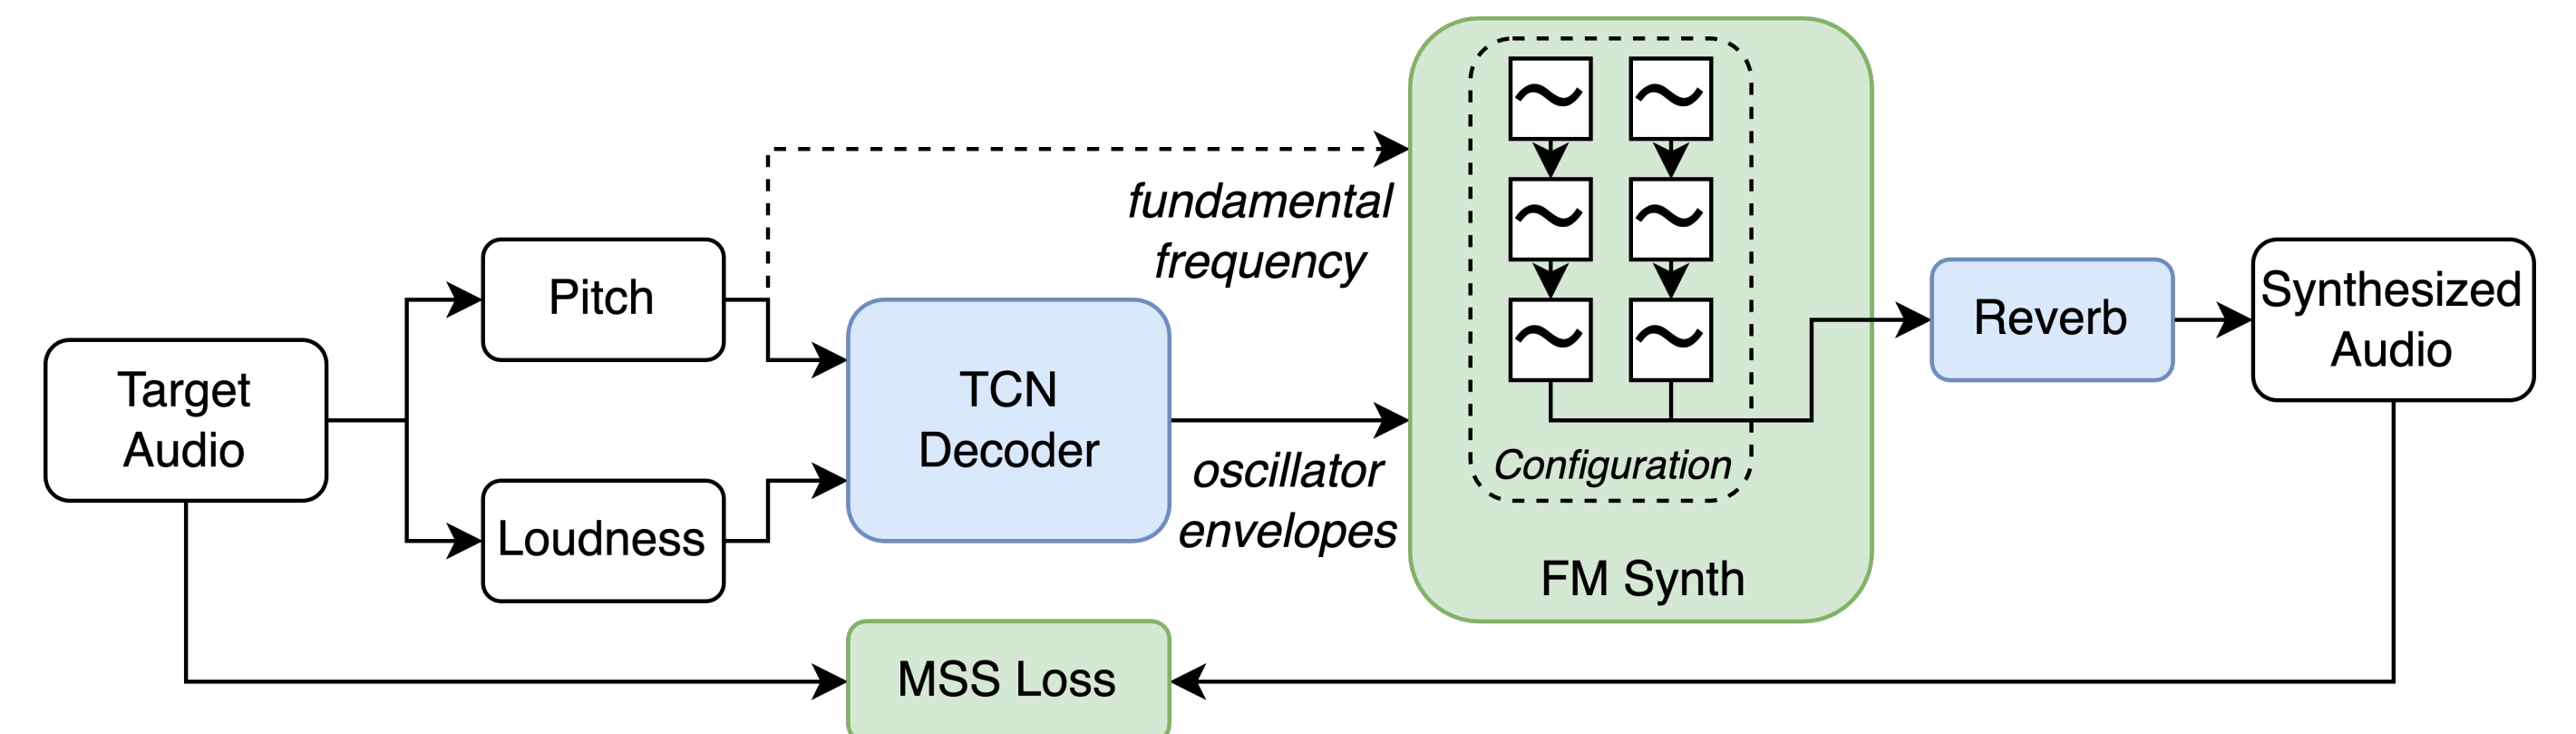 Target
Audio
Pitch
Loudness
TCN
Decoder
fundamental
frequency
oscillator
envelopes
Configuration
FM Synth
Reverb
Synthesized
Audio
MSS Loss